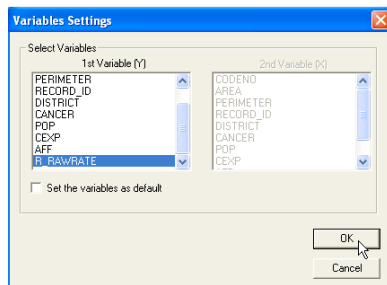 Variables Settings
Select Variables
1st Variable (Y)
PERIMETER
RECORD_ID
DISTRICT
CANCER
POP
CEXP
AFF
R_RAWRATE
2nd Variable (X)
CODENO
AREA
PERIMETER
RECORD_ID
DISTRICT
CANCER
POP
CEXP
Set the variables as default
OK
Cancel